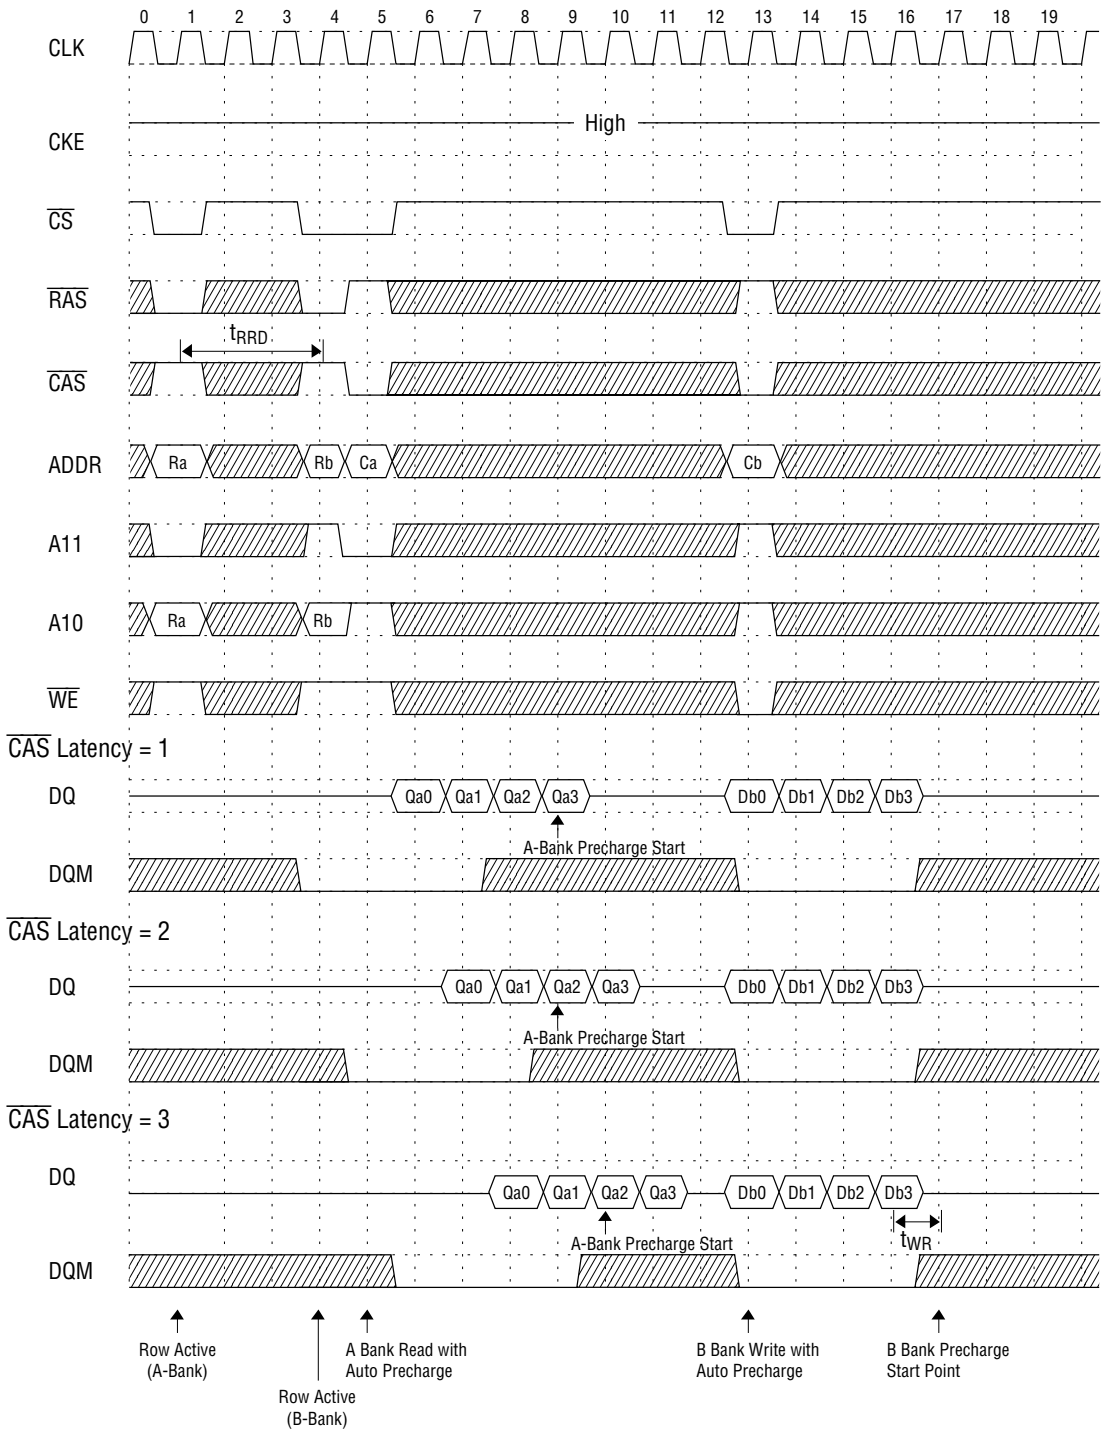 0 1 2 3 4 5 6 7 8 9 10 11 12 13 14 15 16 17 18 19
CLK
CKE High
CS
RAS
tRRD
CAS
ADDR Ra Rb Ca Cb
A11
A10 Ra Rb
WE
CAS Latency = 1
DQ Qa0 Qa1 Qa2 Qa3 Db0 Db1 Db2 Db3
A-Bank Precharge Start
DQM
CAS Latency = 2
DQ Qa0 Qa1 Qa2 Qa3 Db0 Db1 Db2 Db3
A-Bank Precharge Start
DQM
CAS Latency = 3
DQ Qa0 Qa1 Qa2 Qa3 Db0 Db1 Db2 Db3
A-Bank Precharge Start tWR
DQM
Row Active
(A-Bank)
Row Active
(B-Bank)
A Bank Read with
Auto Precharge
B Bank Write with
Auto Precharge
B Bank Precharge
Start Point